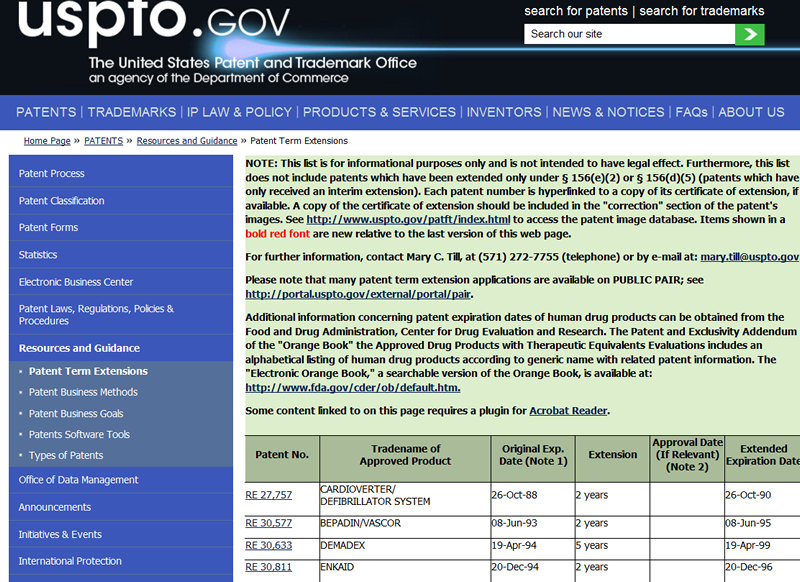 uspto.GOV
search for patents | search for trademarks
Search our site
The United States Patent and Trademark Office
an agency of the Department of Commerce
PATENTS | TRADEMARKS | IP LAW & POLICY | PRODUCTS & SERVICES | INVENTORS | NEWS & NOTICES | FAQs | ABOUT US
Home Page » PATENTS » Resources and Guidance » Patent Term Extensions
Patent Process
Patent Classification
Patent Forms
Statistics
Electronic Business Center
Patent Laws, Regulations, Policies &
Procedures
Resources and Guidance
Patent Term Extensions
Patent Business Methods
Patent Business Goals
Patents Software Tools
Types of Patents
Office of Data Management
Announcements
Initiatives & Events
International Protection
NOTE: This list is for informational purposes only and is not intended to have legal effect. Furthermore, this list
does not include patents which have been extended only under § 156(e)(2) or § 156(d)(5) (patents which have
only received an interim extension). Each patent number is hyperlinked to a copy of its certificate of extension, if
available. A copy of the certificate of extension should be included in the "correction" section of the patent's
images. See http://www.uspto.gov/patft/index.html to access the patent image database. Items shown in a
bold red font are new relative to the last version of this web page.
For further information, contact Mary C. Till, at (571) 272-7755 (telephone) or by e-mail at: mary.till@uspto.gov
Please note that many patent term extension applications are available on PUBLIC PAIR; see
http://portal.uspto.gov/external/portal/pair.
Additional information concerning patent expiration dates of human drug products can be obtained from the
Food and Drug Administration, Center for Drug Evaluation and Research. The Patent and Exclusivity Addendum
of the "Orange Book" the Approved Drug Products with Therapeutic Equivalents Evaluations includes an
alphabetical listing of human drug products according to generic name with related patent information. The
"Electronic Orange Book," a searchable version of the Orange Book, is available at:
http://www.fda.gov/cder/ob/default.htm.
Some content linked to on this page requires a plugin for Acrobat Reader.
Patent No. Tradename of Approved Product Original Exp. Date (Note 1) Extension Approval Date (If Relevant) (Note 2) Extended Expiration Date
RE 27,757 CARDIOVERTER/ DEFIBRILLATOR SYSTEM 26-Oct-88 2 years 26-Oct-90
RE 30,577 BEPADIN/VASCOR 08-Jun-93 2 years 08-Jun-95
RE 30,633 DEMADEX 19-Apr-94 5 years 19-Apr-99
RE 30,811 ENKAID 20-Dec-94 2 years 20-Dec-96